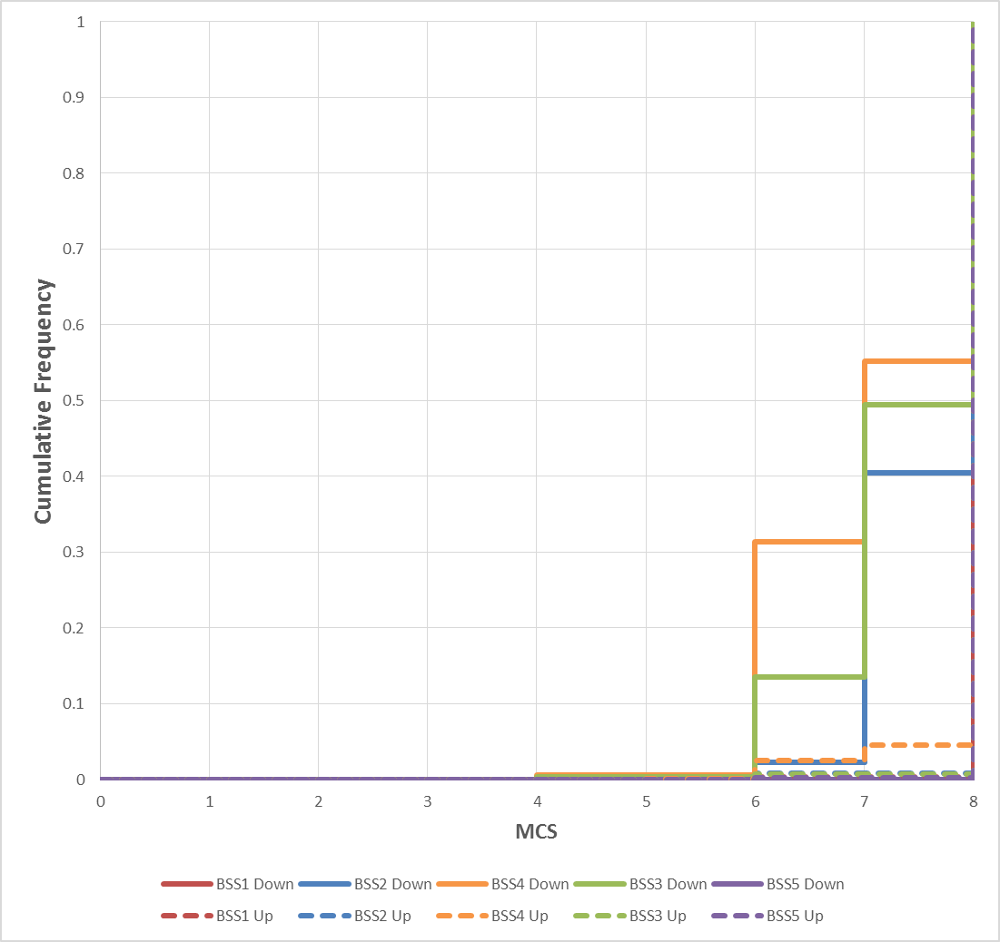 1
0.9
0.8
0.7
0.6
0.5
0.4
0.3
0.2
0.1
0
Cumulative Frequency
0 1 2 3 4 5 6 7 8
MCS
BSS1 Down BSS2 Down BSS4 Down BSS3 Down BSS5 Down
BSS1 Up BSS2 Up BSS4 Up BSS3 Up BSS5 Up